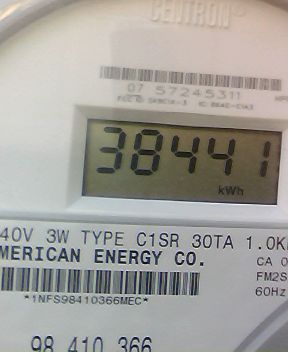 CENTRON®
07 57245311
38441
kWh
40V 3W TYPE C1SR 30TA 1.0K
MERICAN ENERGY CO.
CA 0
FM2S
*1NFS98410366MEC*
60Hz
98 410 366